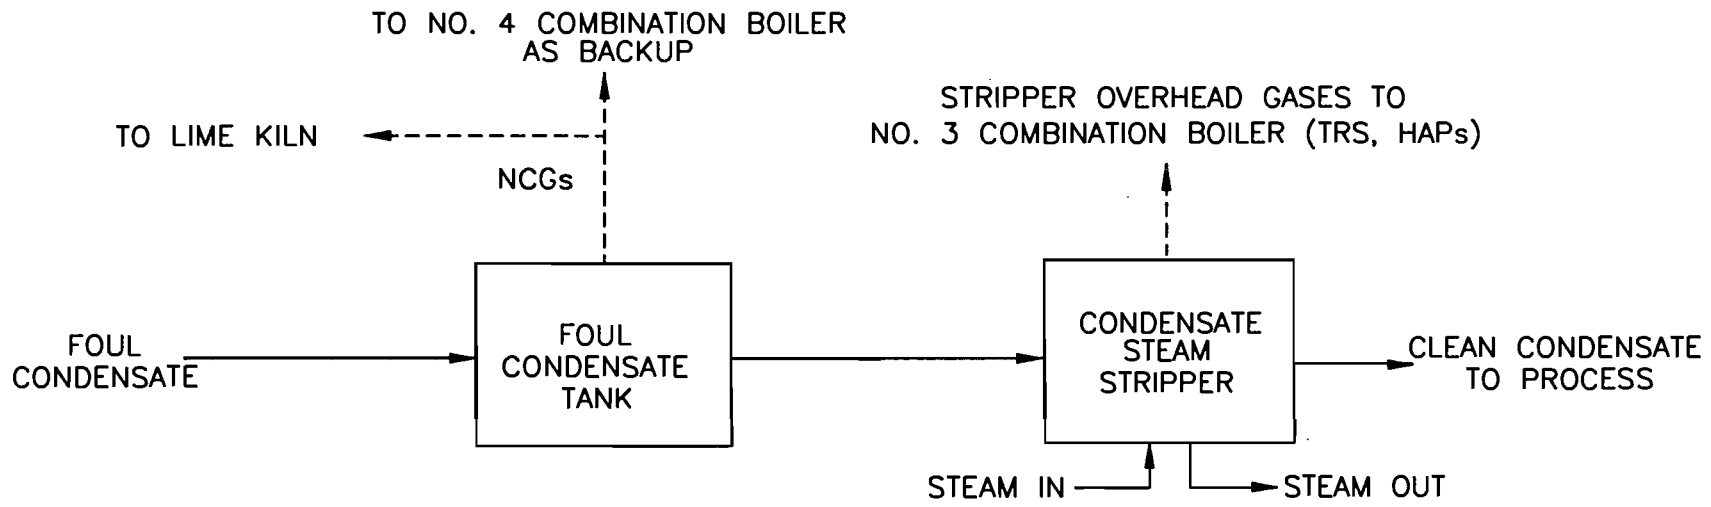 TO NO. 4 COMBINATION BOILER
AS BACKUP
TO LIME KILN
NCGs
STRIPPER OVERHEAD GASES TO
NO. 3 COMBINATION BOILER (TRS, HAPs)
FOUL
CONDENSATE
FOUL
CONDENSATE
TANK
CONDENSATE
STEAM
STRIPPER
CLEAN CONDENSATE
TO PROCESS
STEAM IN
STEAM OUT